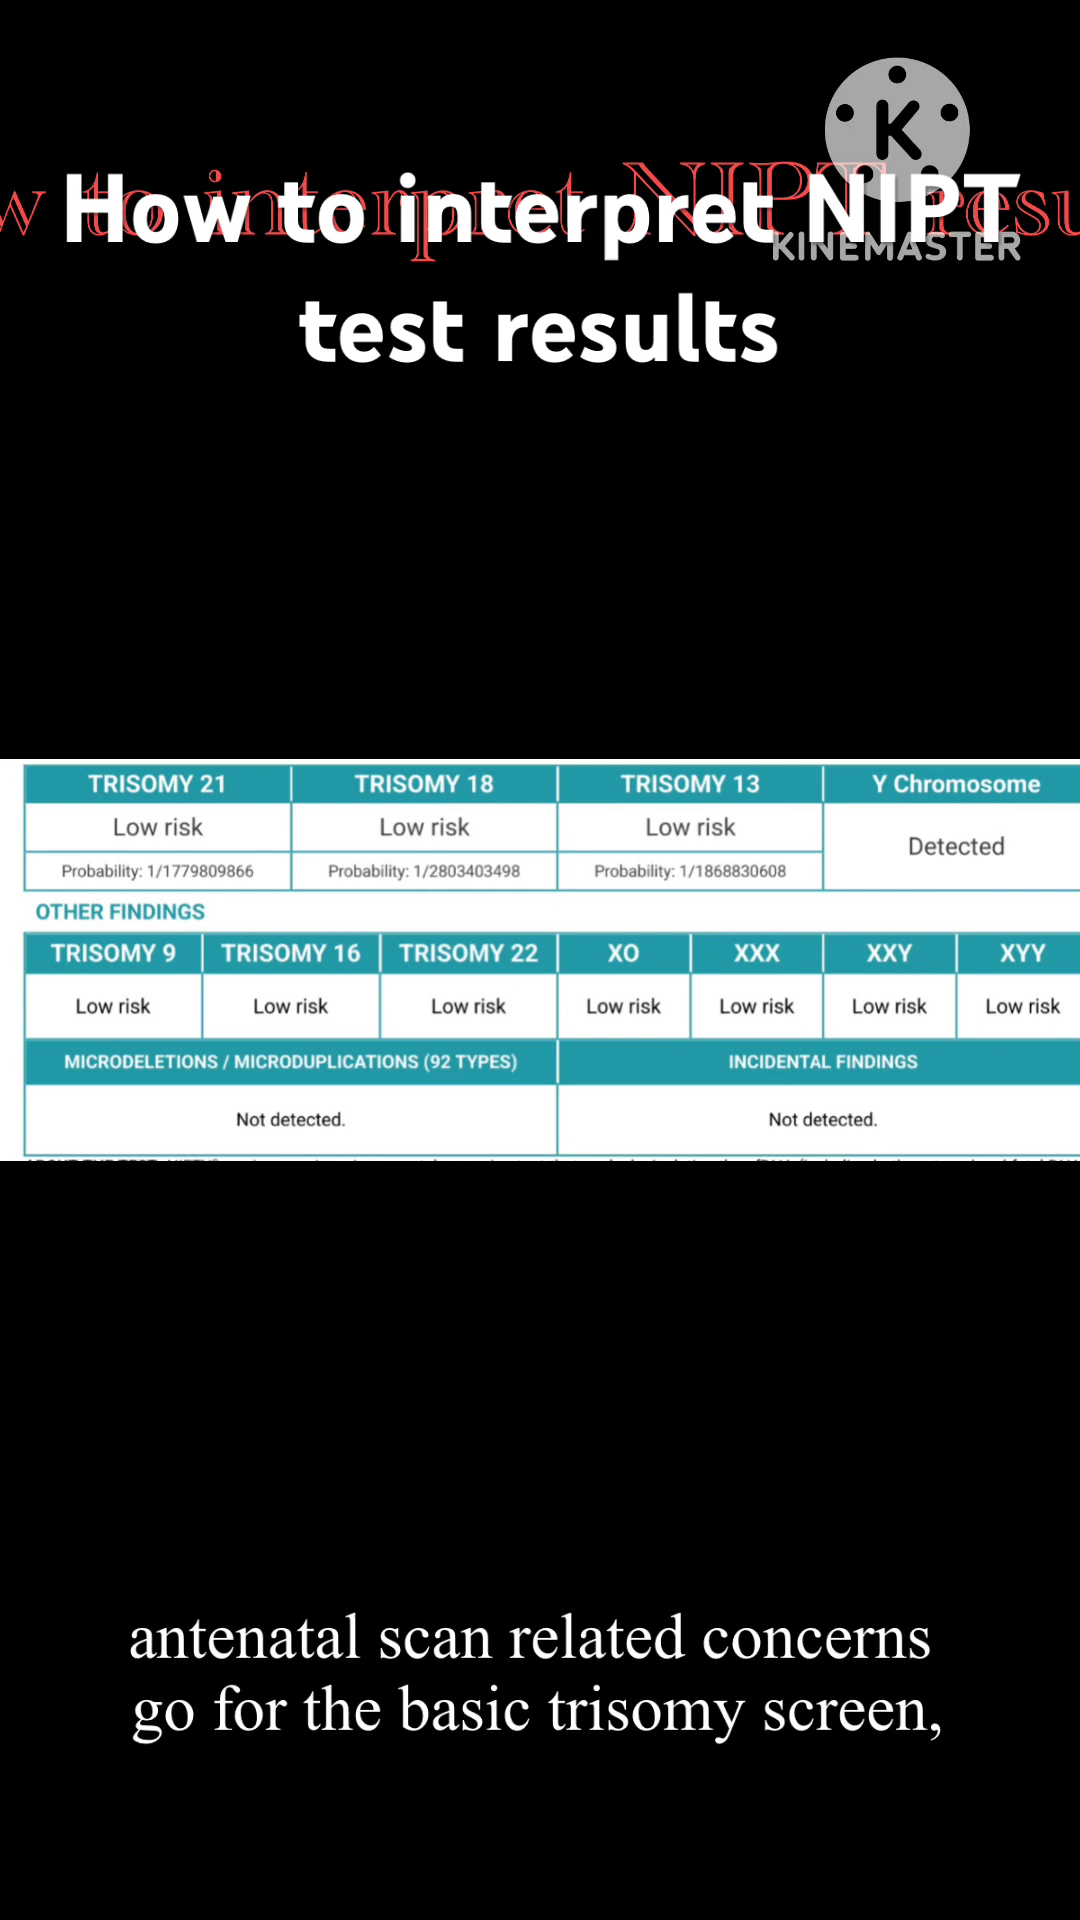 K
KINEMASTER
w to interpret NIPT resu
How to interpret NIPT
test results
TRISOMY 21 TRISOMY 18 TRISOMY 13 Y Chromosome
Low risk Low risk Low risk Detected
Probability: 1/1779809866 Probability: 1/2803403498 Probability: 1/1868830608
OTHER FINDINGS
TRISOMY 9 TRISOMY 16 TRISOMY 22 XO XXX XXY XYY
Low risk Low risk Low risk Low risk Low risk Low risk Low risk
MICRODELETIONS / MICRODUPLICATIONS (92 TYPES) INCIDENTAL FINDINGS
Not detected. Not detected.
antenatal scan related concerns
go for the basic trisomy screen,